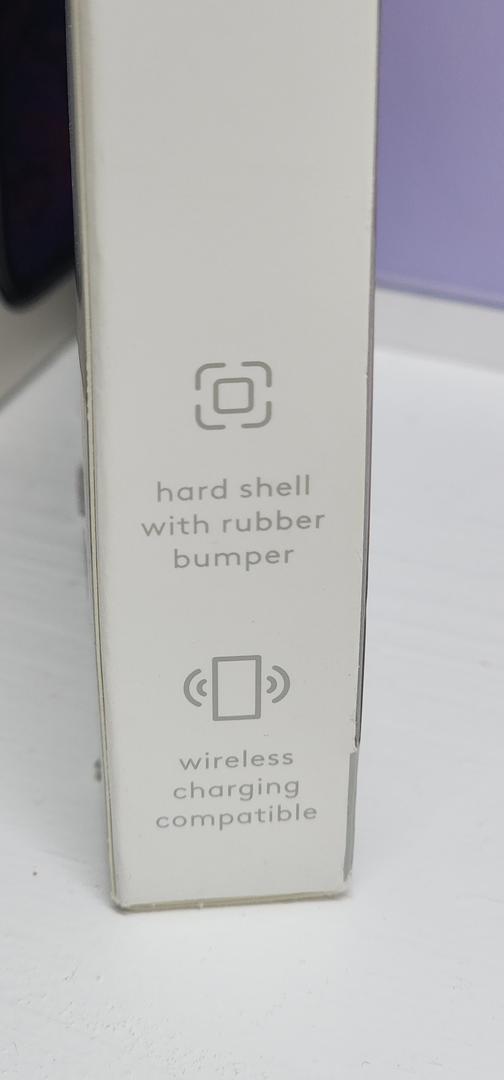 hard shell
with rubber
bumper
wireless
charging
compatible